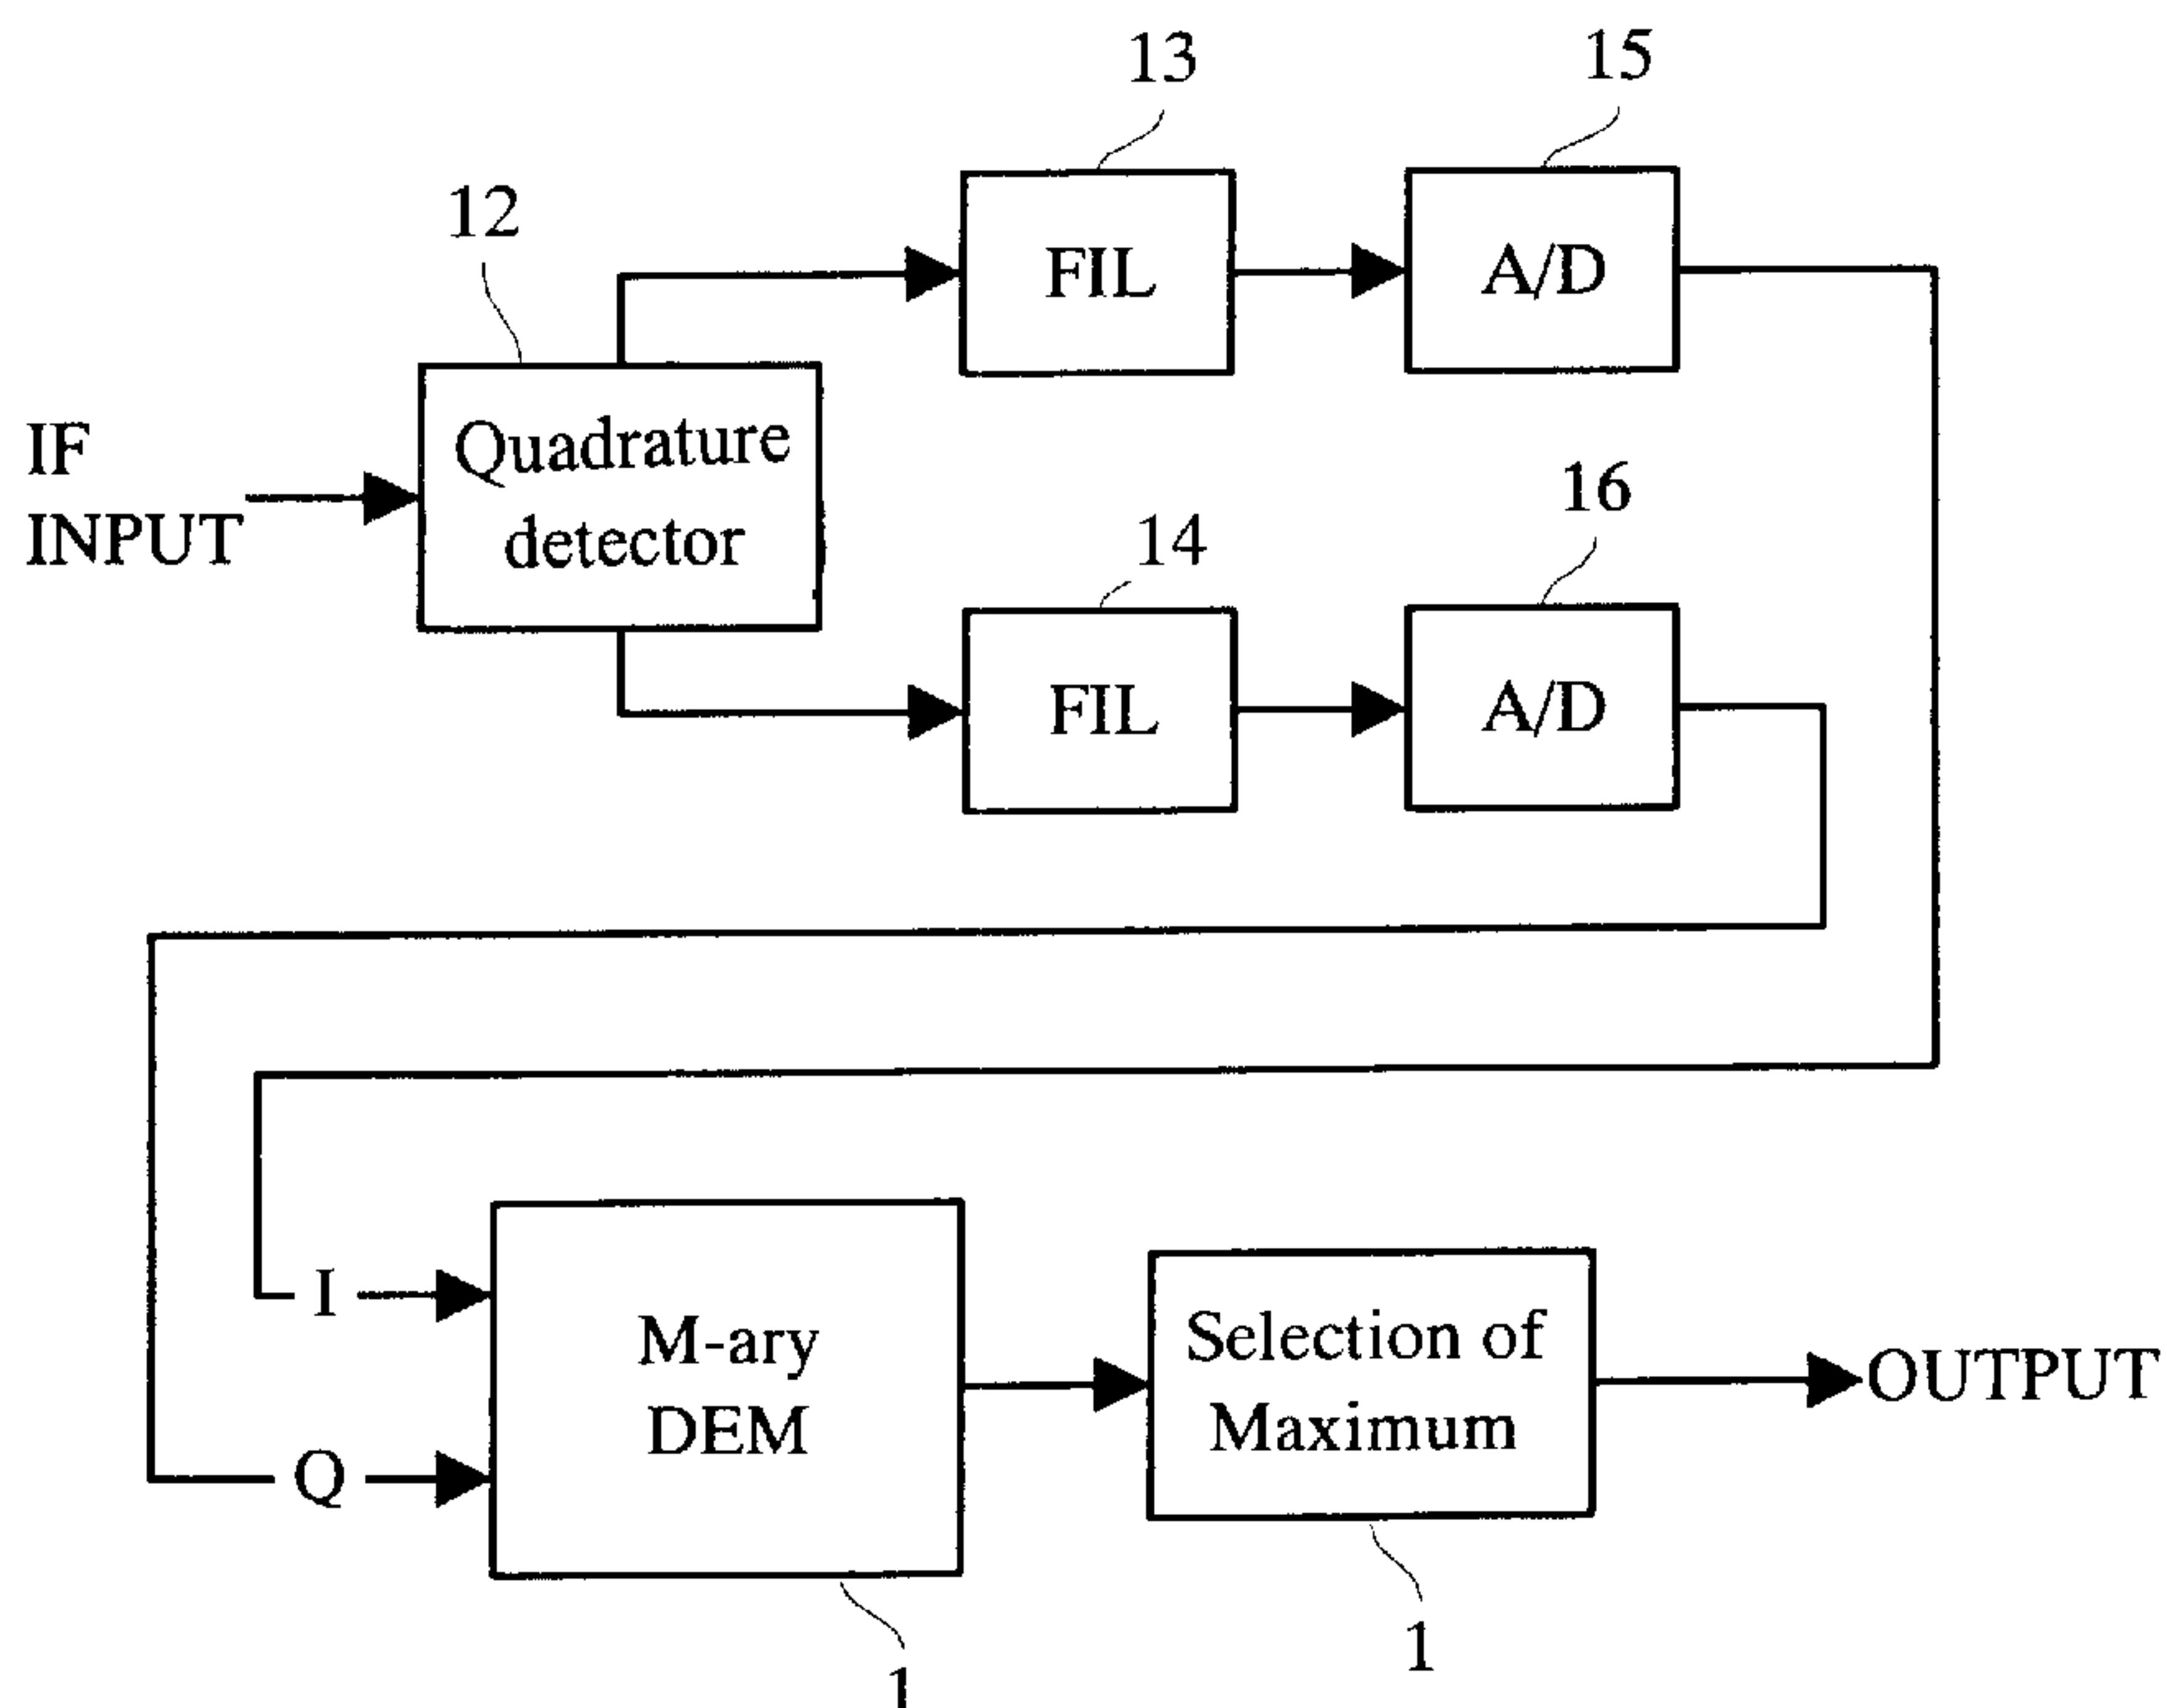 13
15
12
FIL
A/D
IF
INPUT
Quadrature
detector
16
14
FIL
A/D
I
Q
M-ary
DEM
Selection of
Maximum
OUTPUT
1
1